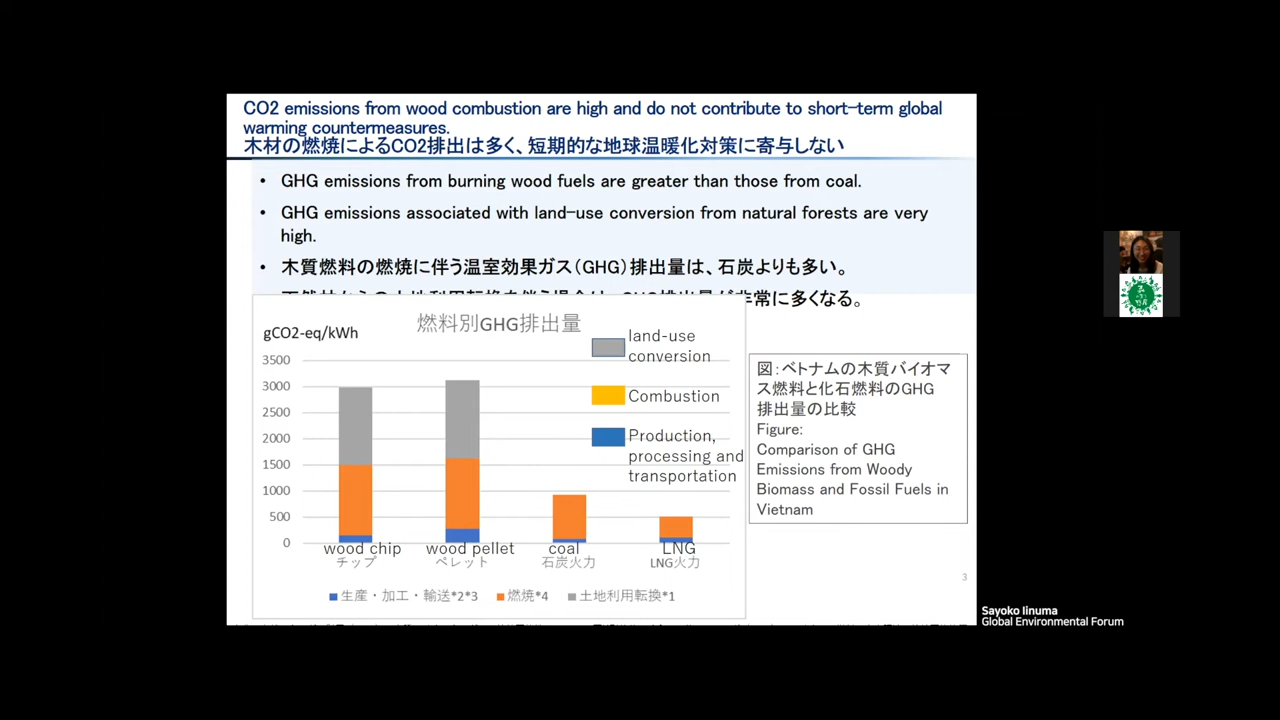 CO2 emissions from wood combustion are high and do not contribute to short-term global
warming countermeasures.
木材の燃焼によるCO2排出は多く、短期的な地球温暖化対策に寄与しない
• GHG emissions from burning wood fuels are greater than those from coal.
• GHG emissions associated with land-use conversion from natural forests are very
high.
• 木質燃料の燃焼に伴う温室効果ガス(GHG)排出量は、石炭よりも多い。
非常に多くなる。
燃料別GHG排出量
gCO2-eq/kWh
land-use
conversion
Combustion
Production,
processing and
transportation
3500
3000
2500
2000
1500
1000
500
0
wood chip
チップ
wood pellet
ペレット
coal
石炭火力
LNG
LNG火力
生産・加工・輸送*2*3
燃焼*4
土地利用転換*1
図:ベトナムの木質バイオマ
ス燃料と化石燃料のGHG
排出量の比較
Figure:
Comparison of GHG
Emissions from Woody
Biomass and Fossil Fuels in
Vietnam
3
Sayoko Iinuma
Global Environmental Forum